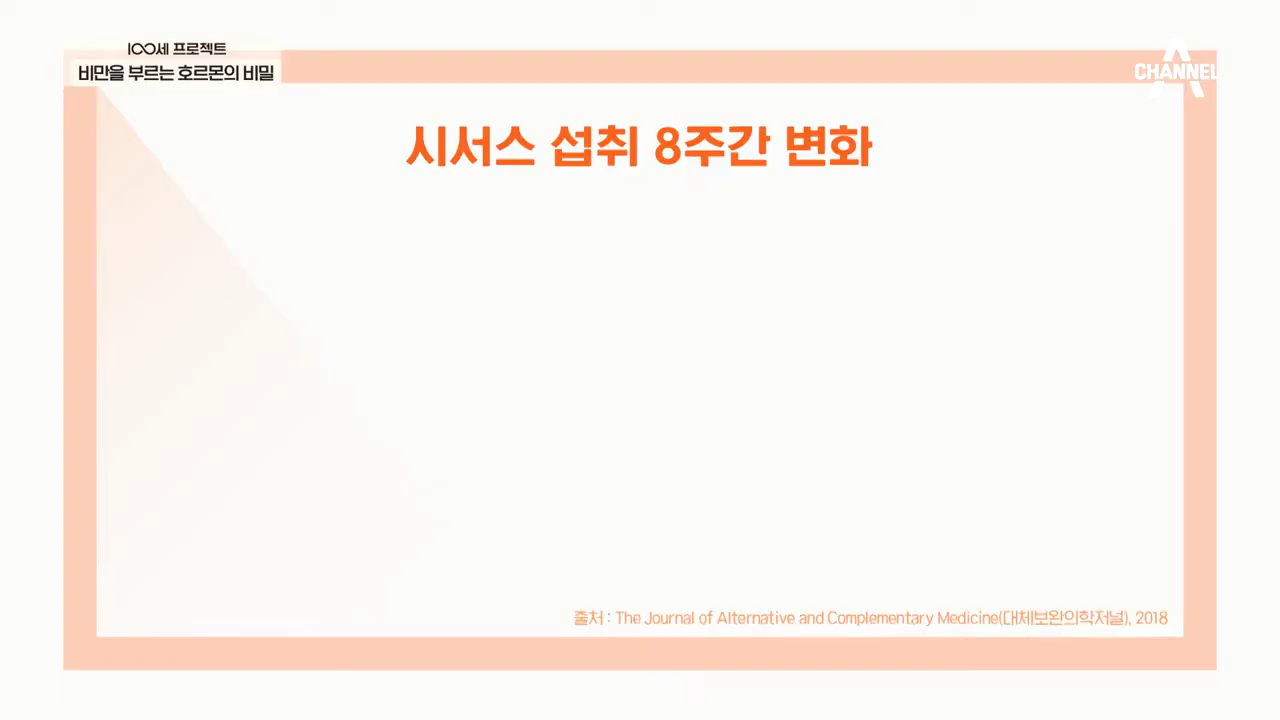 100세 프로젝트
비만을 부르는 호르몬의 비밀
CHANNEL A
시서스 섭취 8주간 변화
출처 : The Journal of Alternative and Complementary Medicine(대체보완의학저널), 2018